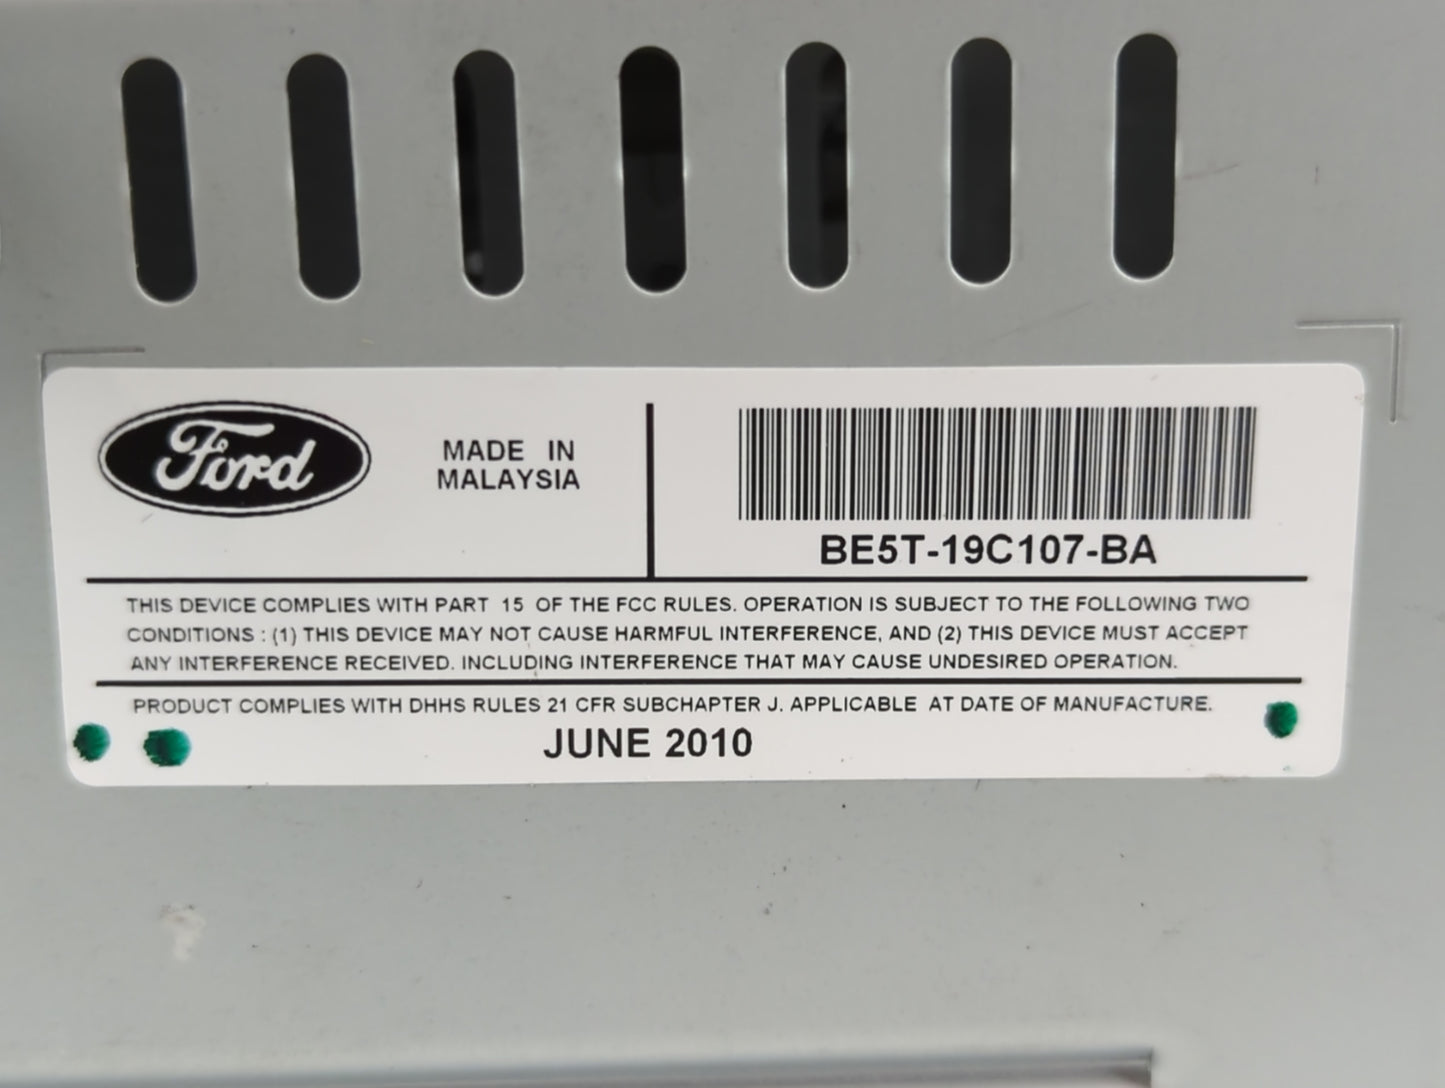 Ford
MADE IN
MALAYSIA
BE5T-19C107-BA
THIS DEVICE COMPLIES WITH PART 15 OF THE FCC RULES. OPERATION IS SUBJECT TO THE FOLLOWING TWO
CONDITIONS : (1) THIS DEVICE MAY NOT CAUSE HARMFUL INTERFERENCE, AND (2) THIS DEVICE MUST ACCEPT
ANY INTERFERENCE RECEIVED. INCLUDING INTERFERENCE THAT MAY CAUSE UNDESIRED OPERATION.
PRODUCT COMPLIES WITH DHHS RULES 21 CFR SUBCHAPTER J. APPLICABLE AT DATE OF MANUFACTURE.
JUNE 2010